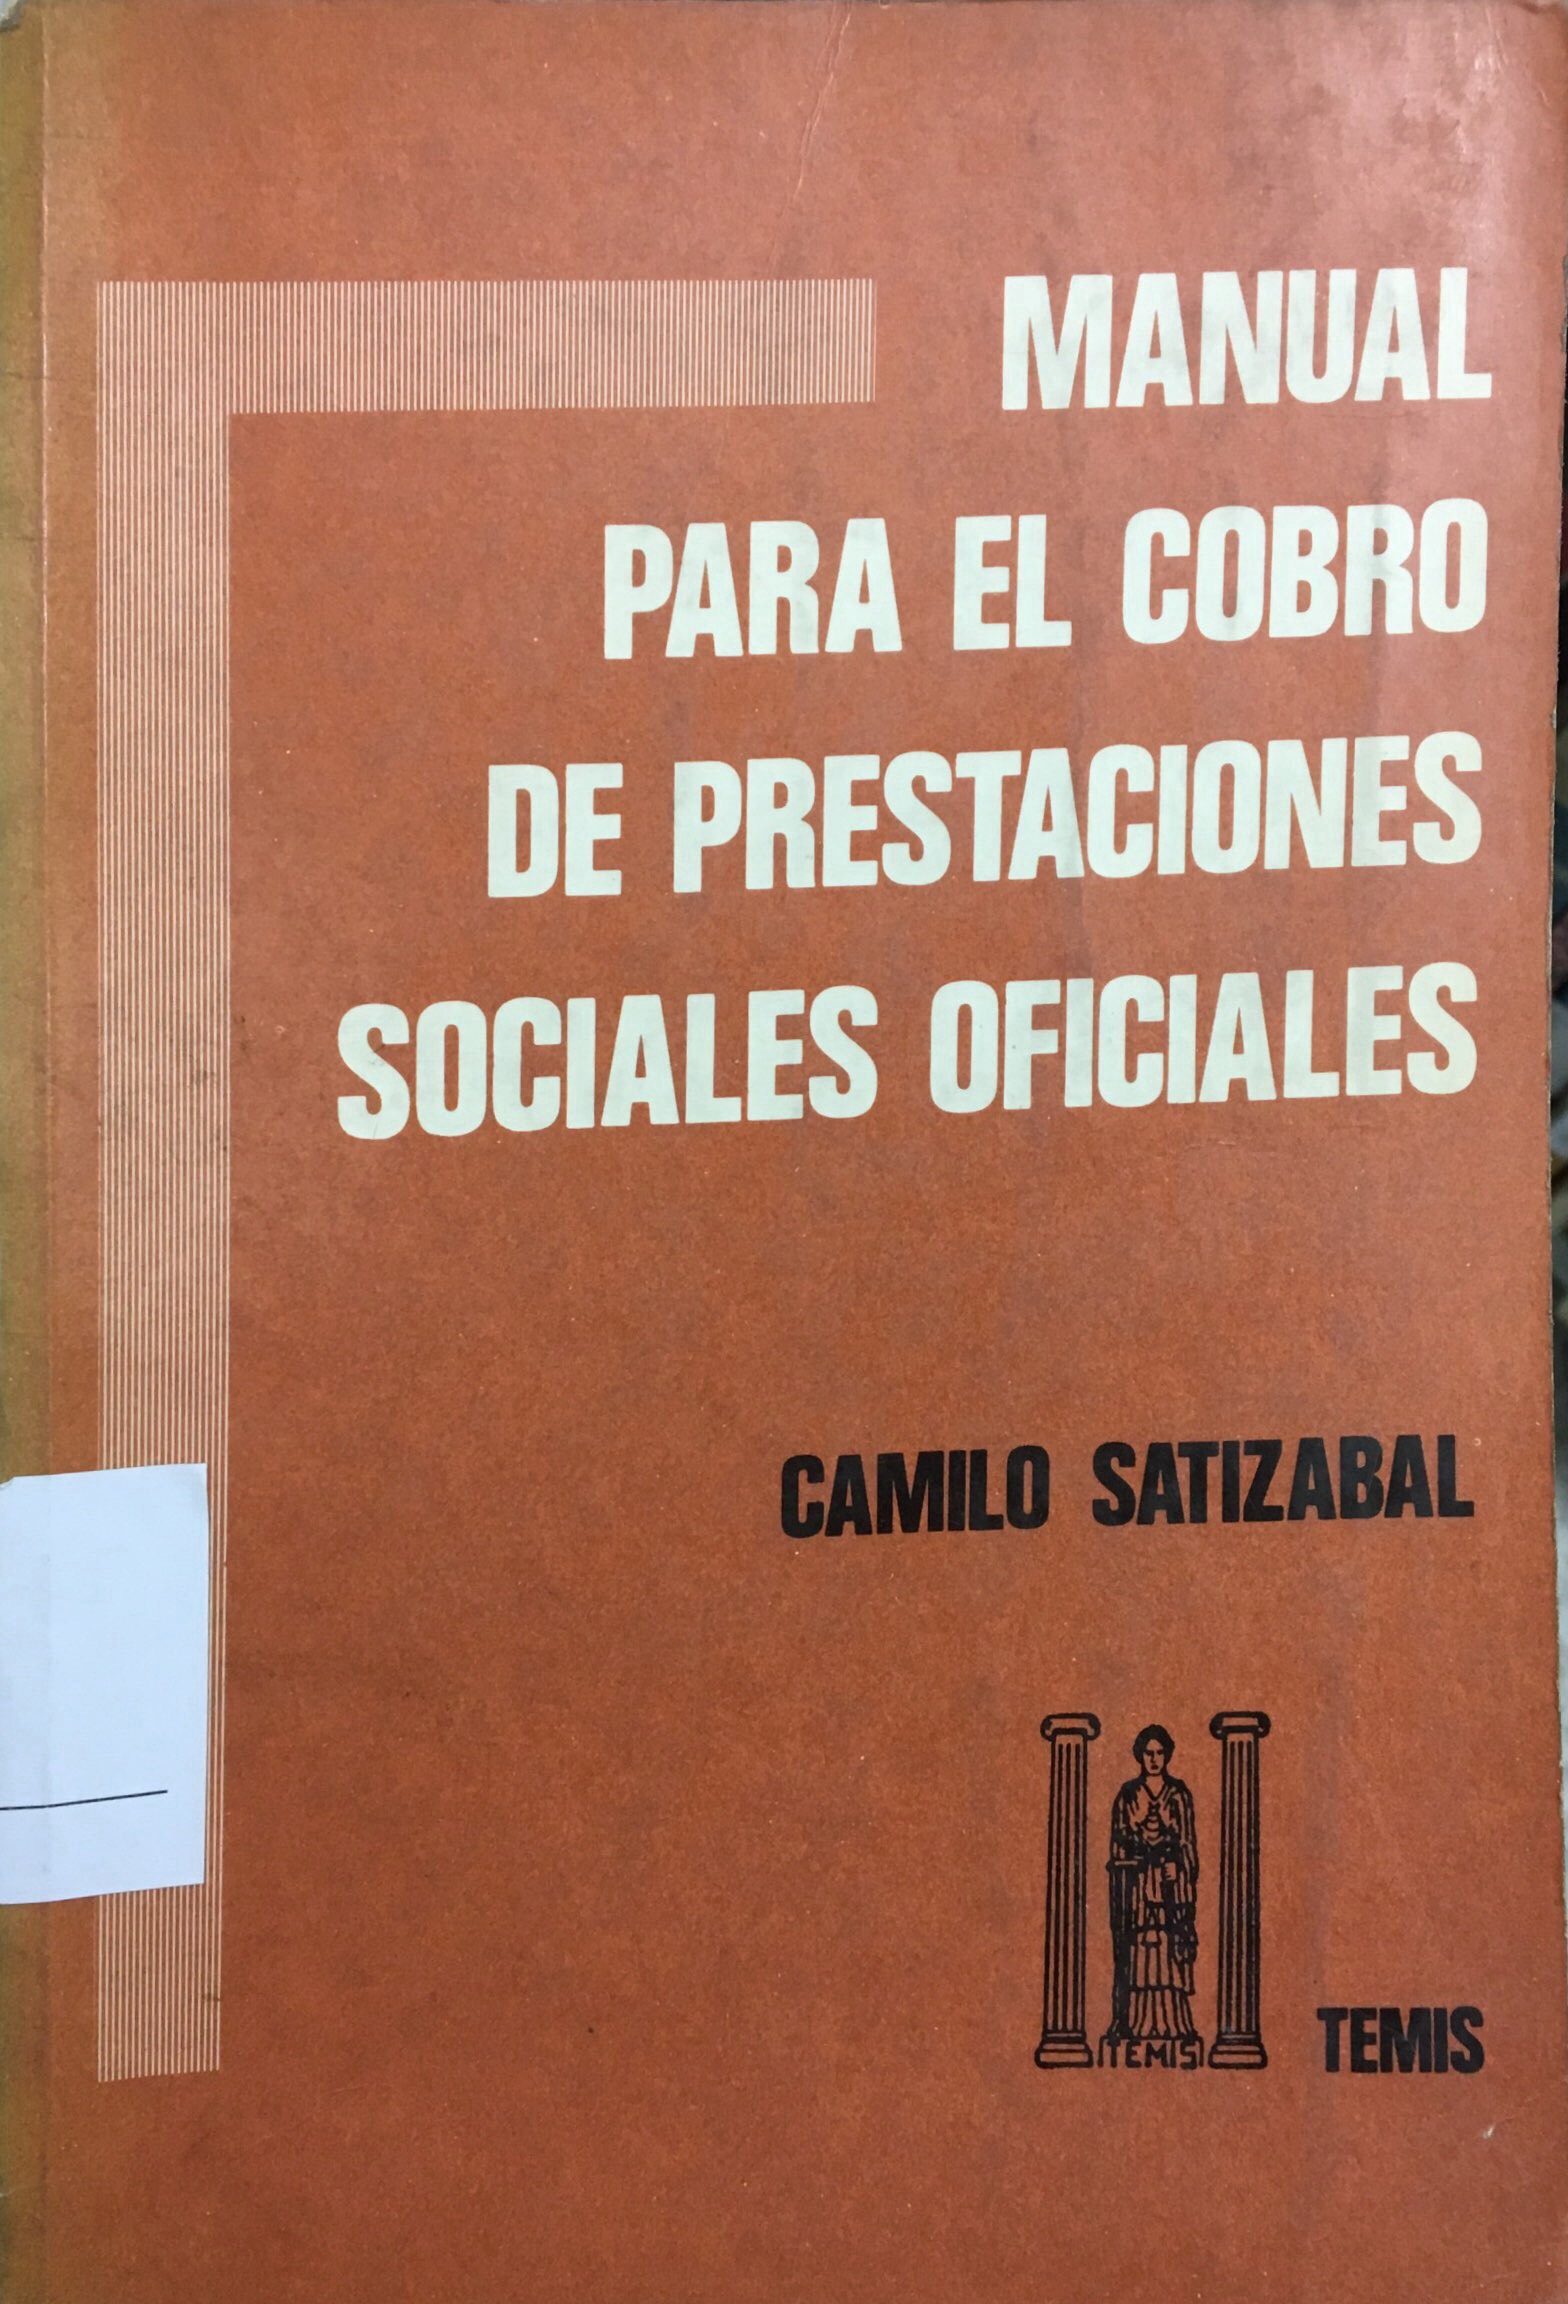 MANUAL
PARA EL COBRO
DE PRESTACIONES
SOCIALES OFICIALES
CAMILO SATIZABAL
TEMIS
TEMIS